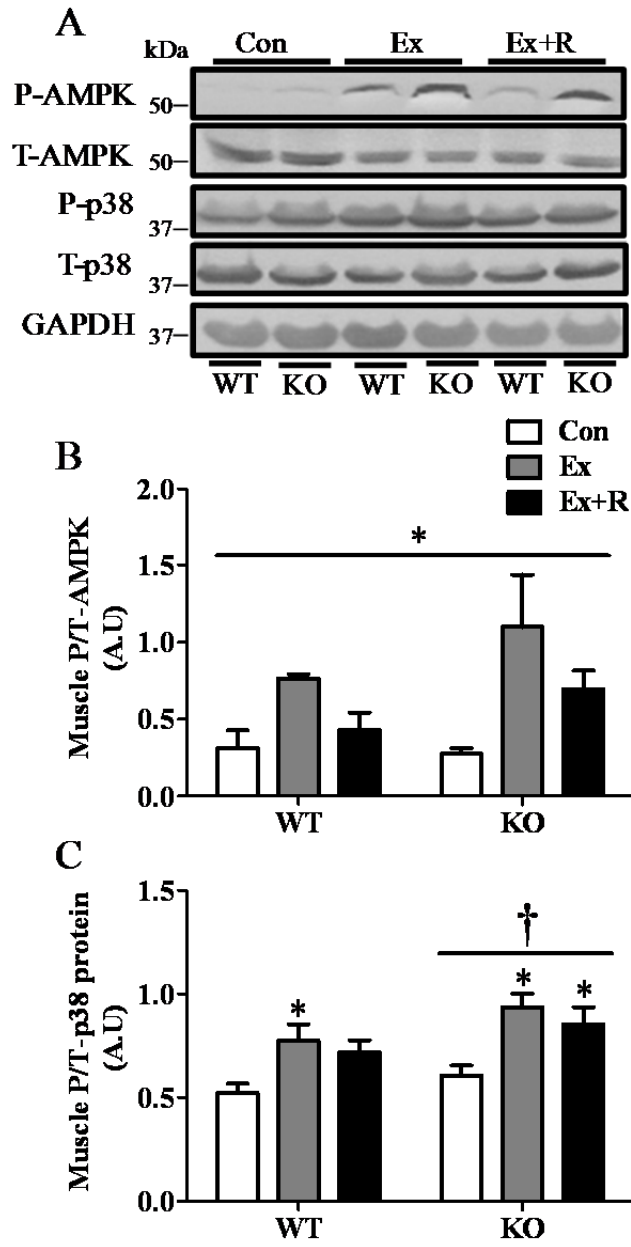 A
kDa Con Ex Ex+R
P-AMPK 50
T-AMPK 50
P-p38 37
T-p38 37
GAPDH 37
WT KO WT KO WT KO
B
Con
Ex
Ex+R
Muscle P/T-AMPK
(A.U)
2.0
1.5
1.0
0.5
0.0
*
WT KO
C
Muscle P/T-p38 protein
(A.U)
1.5
1.0
0.5
0.0
†
* * *
WT KO